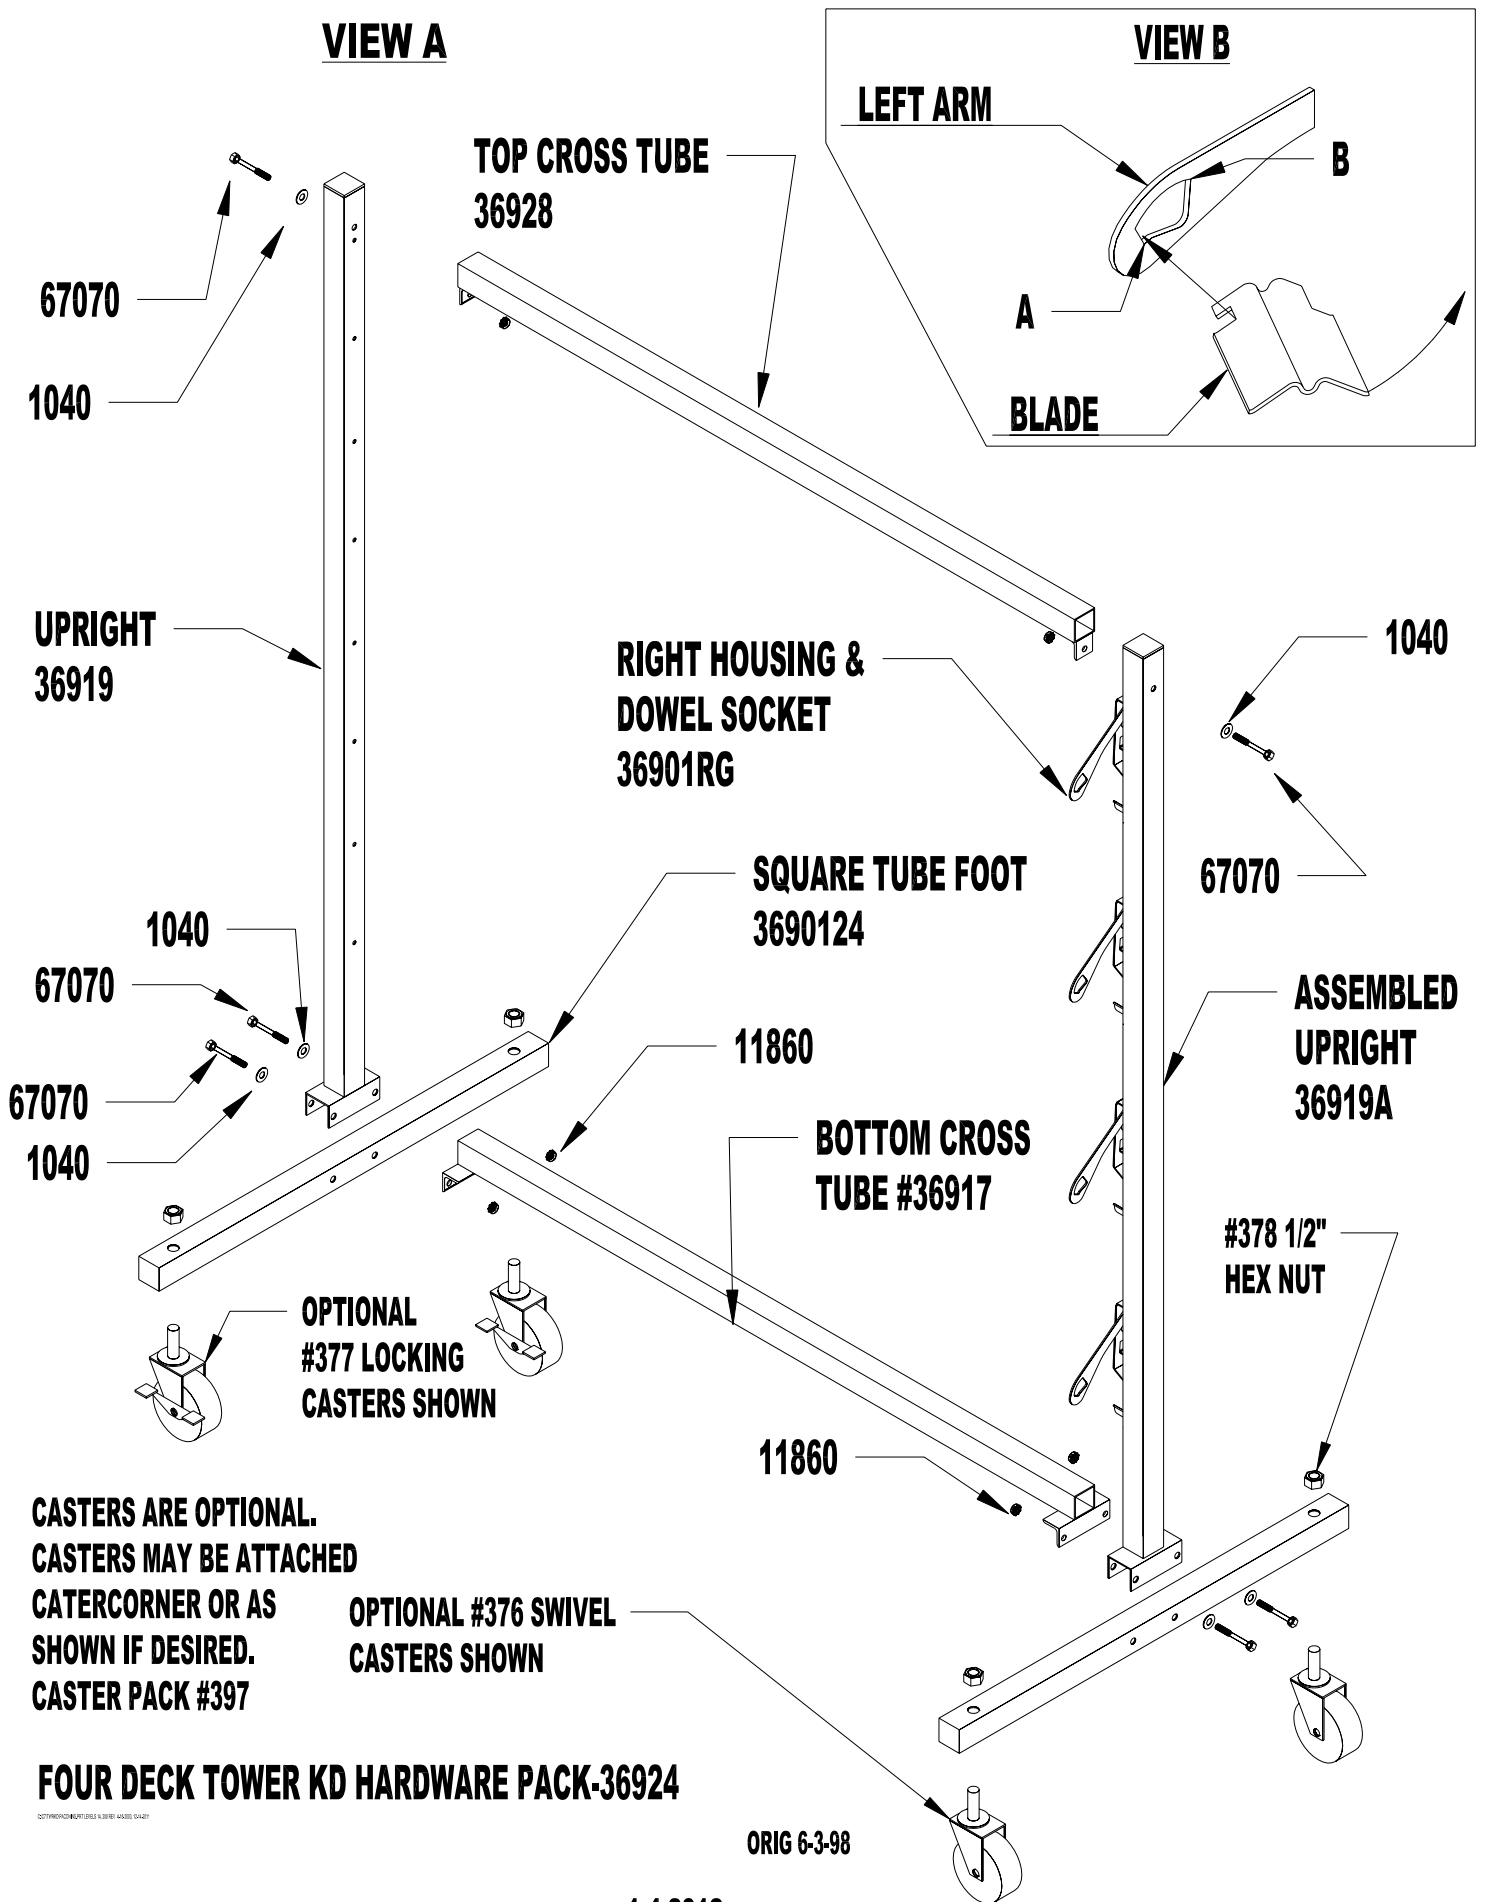 VIEW A
VIEW B
LEFT ARM
B
A
BLADE
TOP CROSS TUBE
36928
67070
1040
UPRIGHT
36919
RIGHT HOUSING &
DOWEL SOCKET
36901RG
1040
67070
SQUARE TUBE FOOT
3690124
1040
67070
67070
1040
11860
ASSEMBLED
UPRIGHT
36919A
BOTTOM CROSS
TUBE #36917
#378 1/2"
HEX NUT
OPTIONAL
#377 LOCKING
CASTERS SHOWN
11860
CASTERS ARE OPTIONAL.
CASTERS MAY BE ATTACHED
CATERCORNER OR AS
SHOWN IF DESIRED.
CASTER PACK #397
OPTIONAL #376 SWIVEL
CASTERS SHOWN
FOUR DECK TOWER KD HARDWARE PACK-36924
ORIG 6-3-98